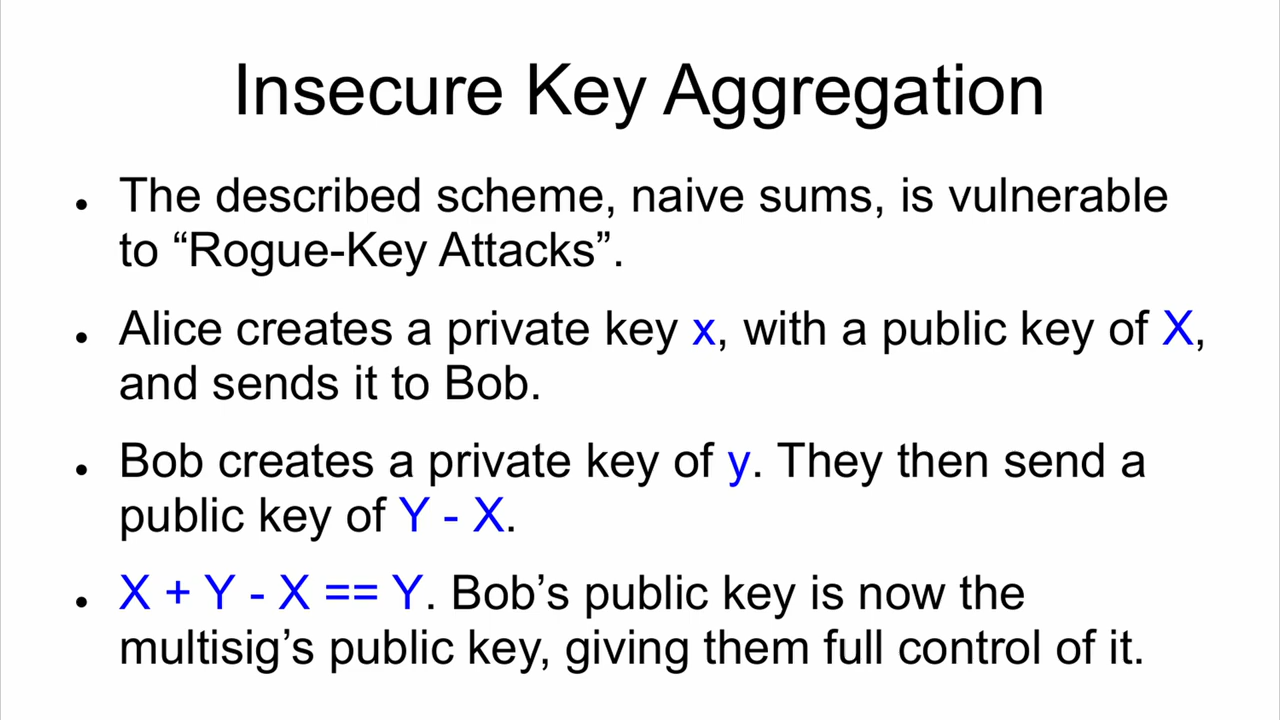 Insecure Key Aggregation
● The described scheme, naive sums, is vulnerable
to “Rogue-Key Attacks”.
● Alice creates a private key x, with a public key of X,
and sends it to Bob.
● Bob creates a private key of y. They then send a
public key of Y - X.
● X + Y - X == Y. Bob’s public key is now the
multisig’s public key, giving them full control of it.